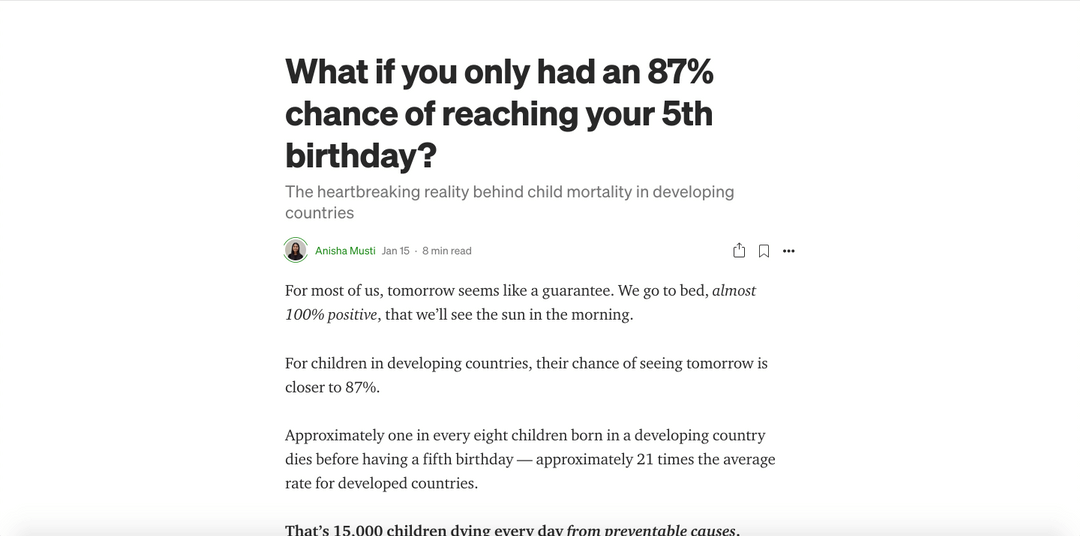 What if you only had an 87%
chance of reaching your 5th
birthday?
The heartbreaking reality behind child mortality in developing
countries
Anisha Musti Jan 15 · 8 min read
For most of us, tomorrow seems like a guarantee. We go to bed, almost
100% positive, that we’ll see the sun in the morning.
For children in developing countries, their chance of seeing tomorrow is
closer to 87%.
Approximately one in every eight children born in a developing country
dies before having a fifth birthday — approximately 21 times the average
rate for developed countries.
That’s 15,000 children dying every day from preventable causes.